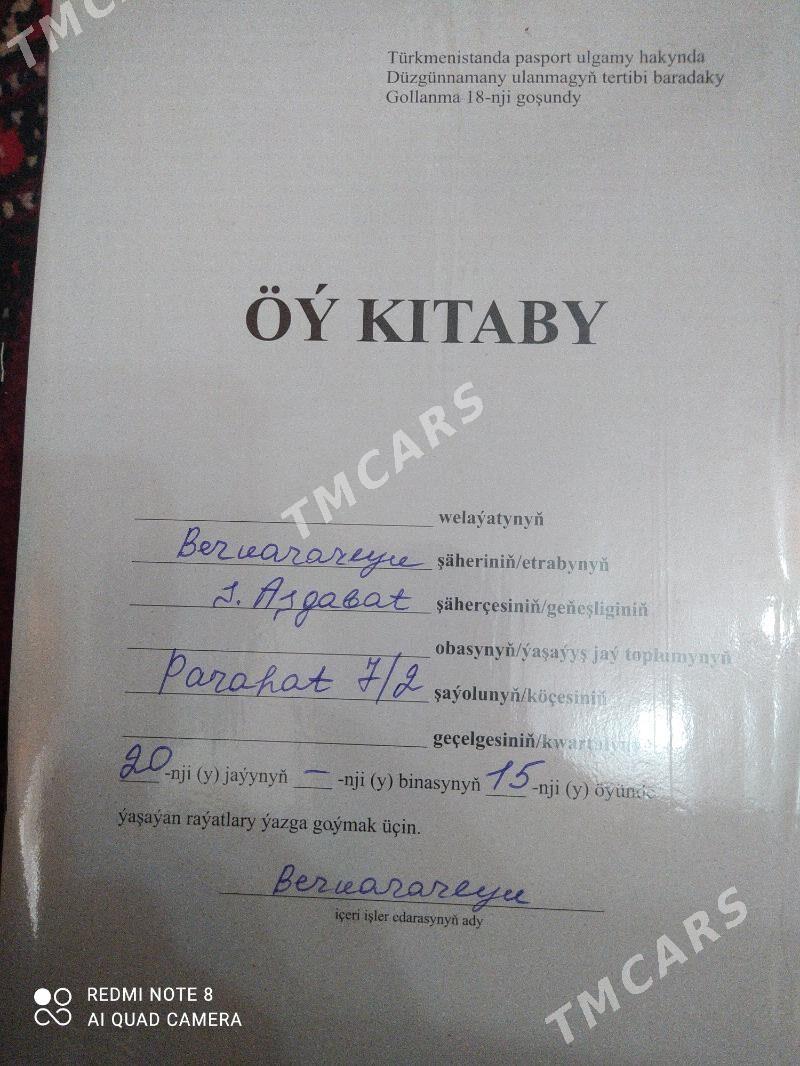 TMCARS
Türkmenistanda pasport ulgamy hakynda
Düzgünnamany ulanmagyň tertibi baradaky
Gollanma 18-nji goşundy
ÖÝ KITABY
TMCARS
welaýatynyň
şäheriniň/etrabynyň
ş. Aşgabat şäherçesiniň/geňeşliginiň
obasynyň/ýaşaýyş jaý toplumynyň
Parahat 7/2 şaýolunyň/köçesiniň
geçelgesiniň/kwartalynyň
20 -nji (y) jaýynyň — -nji (y) binasynyň 15 -nji (y) öýünde
ýaşaýan raýatlary ýazga goýmak üçin.
içeri işler edarasynyň ady
TMCARS
REDMI NOTE 8
AI QUAD CAMERA